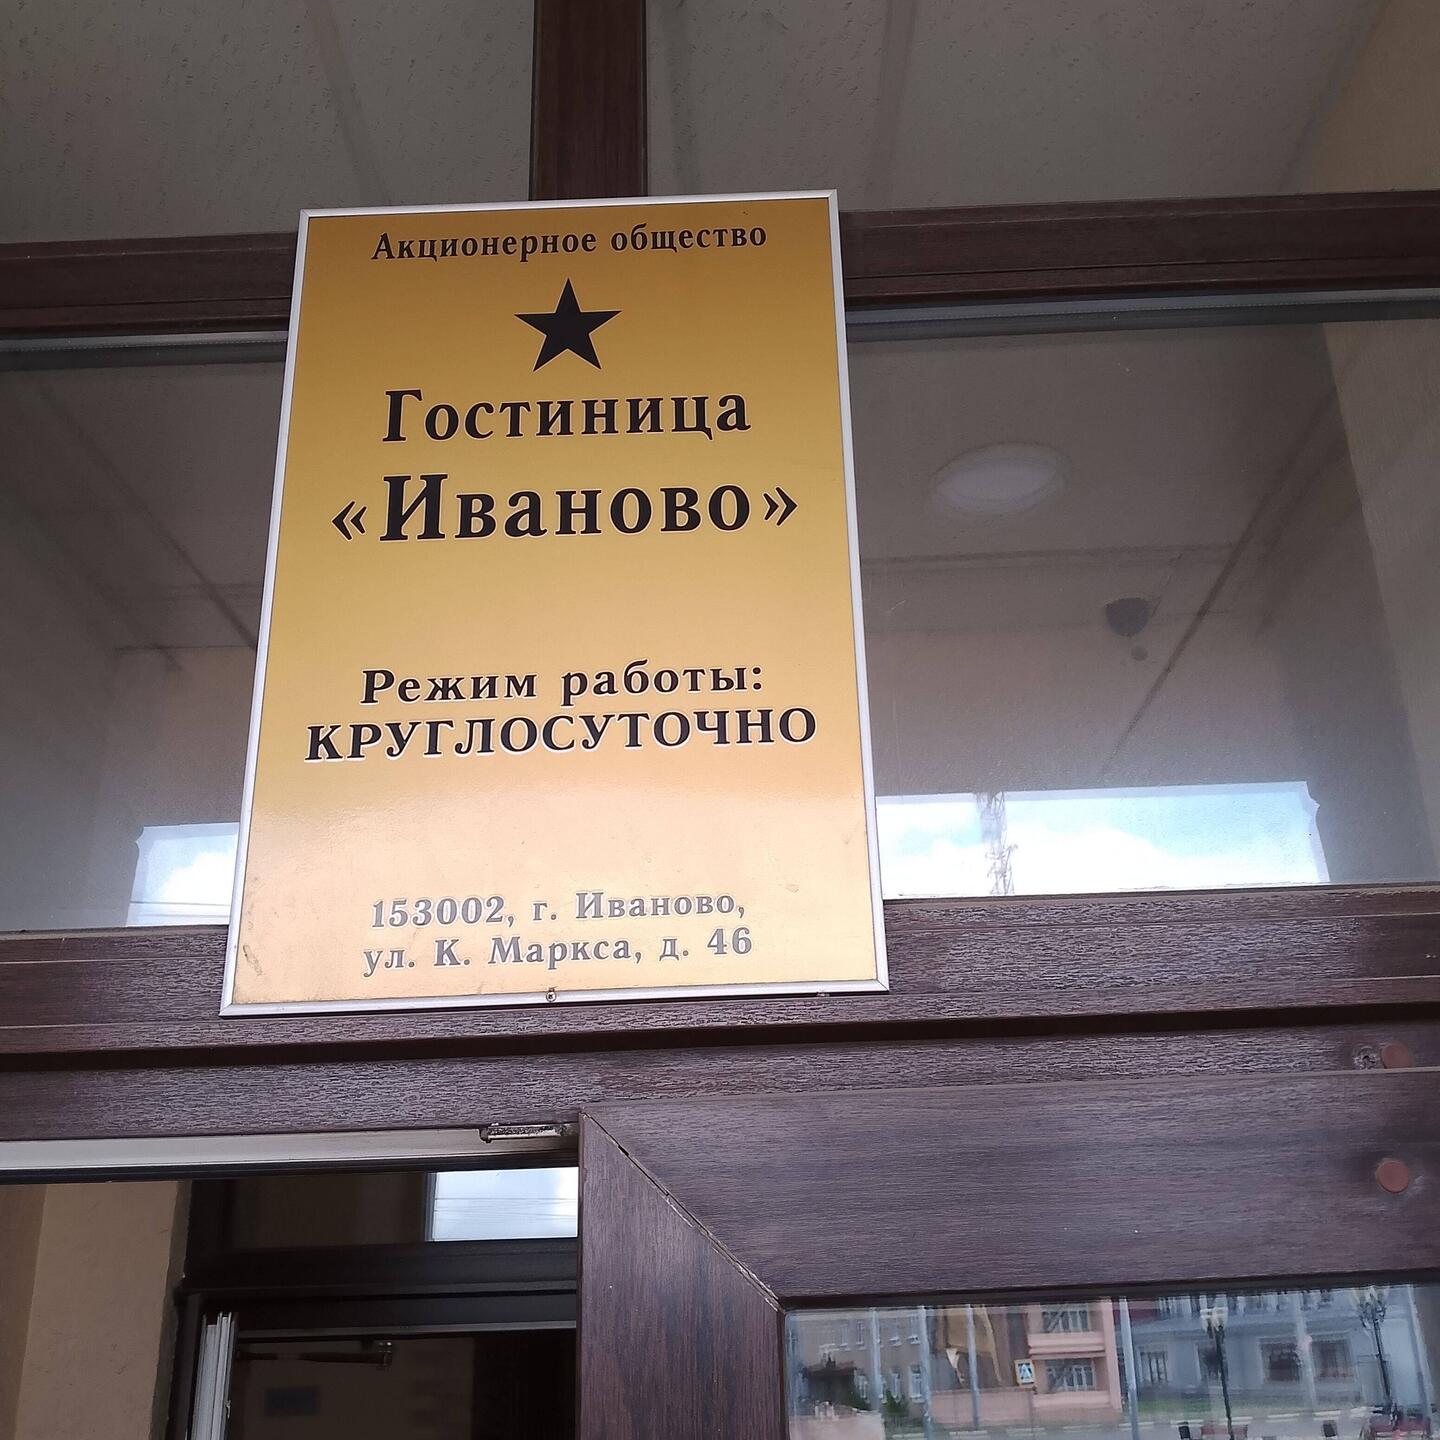 Акционерное общество
Гостиница
«Иваново»
Режим работы:
КРУГЛОСУТОЧНО
153002, г. Иваново,
ул. К. Маркса, д. 46